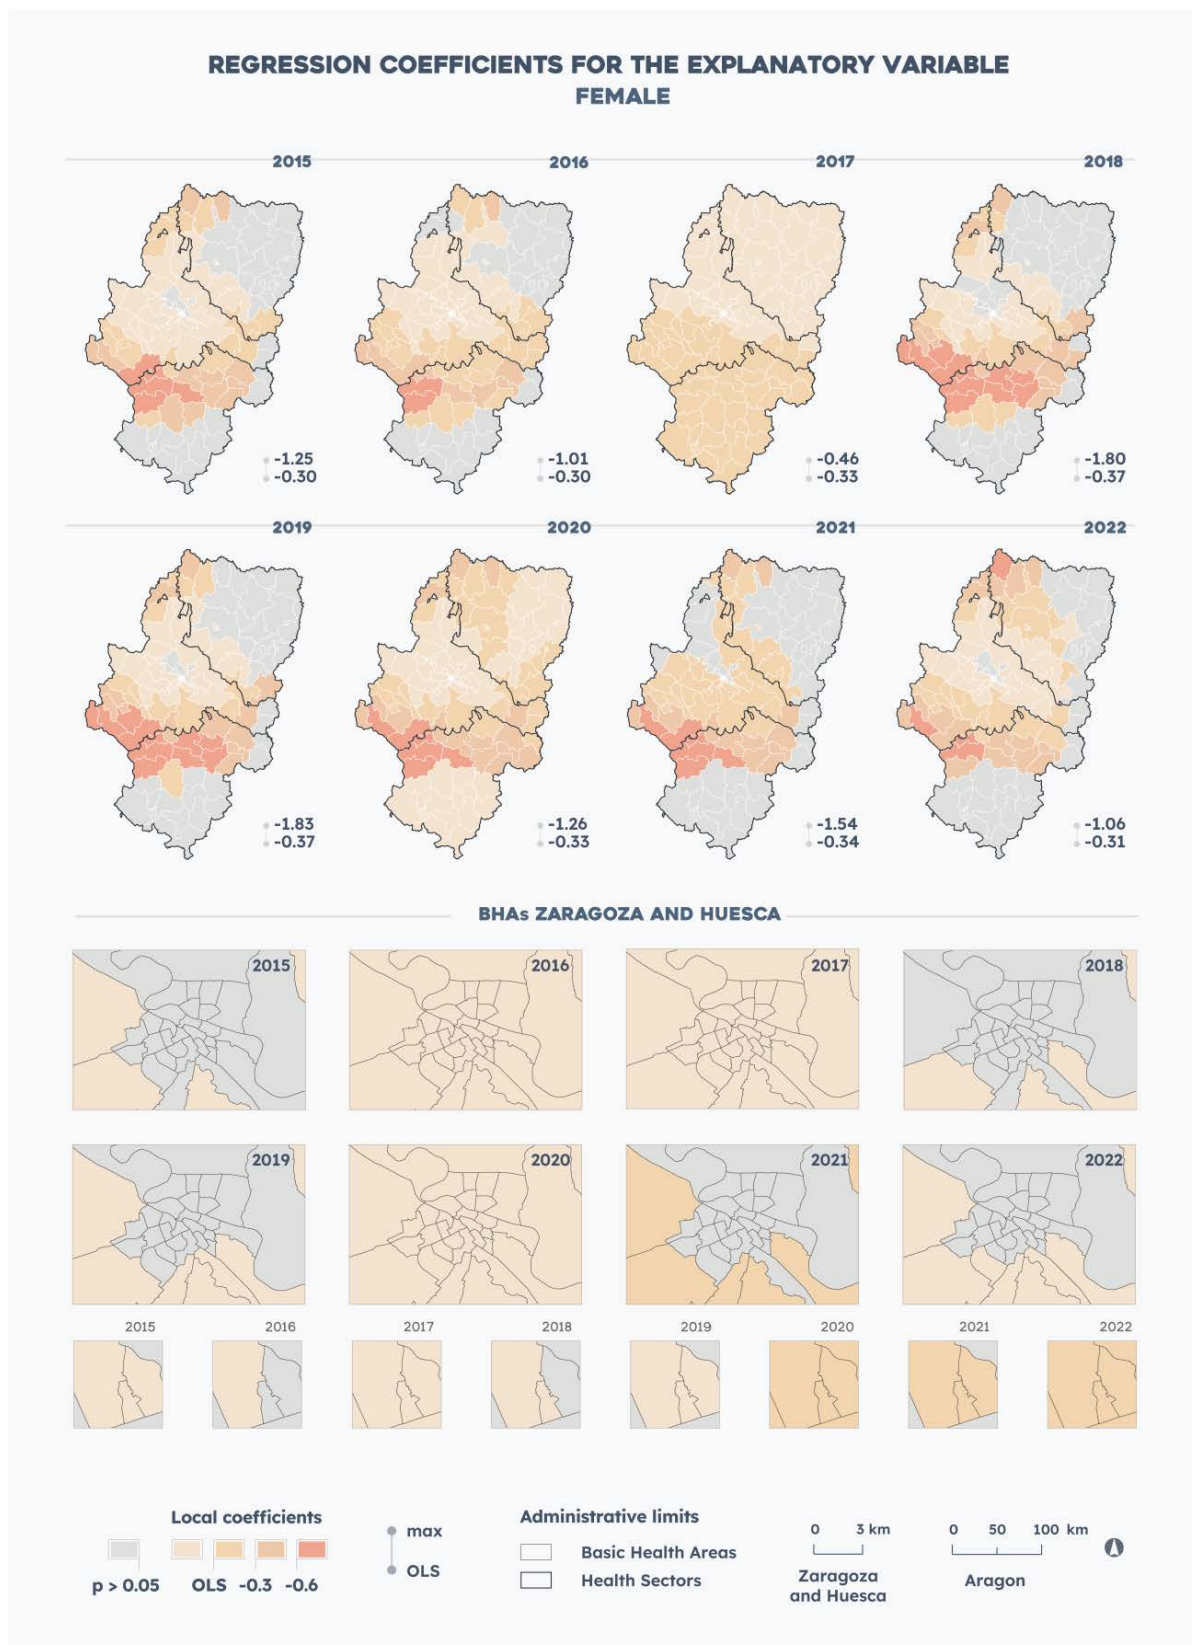 REGRESSION COEFFICIENTS FOR THE EXPLANATORY VARIABLE
FEMALE
2015
2016
2017
2018
-1.25
-0.30
-1.01
-0.30
-0.46
-0.33
-1.80
-0.37
2019
2020
2021
2022
-1.83
-0.37
-1.26
-0.33
-1.54
-0.34
-1.06
-0.31
BHAs ZARAGOZA AND HUESCA
2015
2016
2017
2018
2019
2020
2021
2022
2015
2016
2017
2018
2019
2020
2021
2022
Local coefficients
p > 0.05
OLS
-0.3
-0.6
max
OLS
Administrative limits
Basic Health Areas
Health Sectors
0 3 km
Zaragoza
and Huesca
0 50 100 km
Aragon